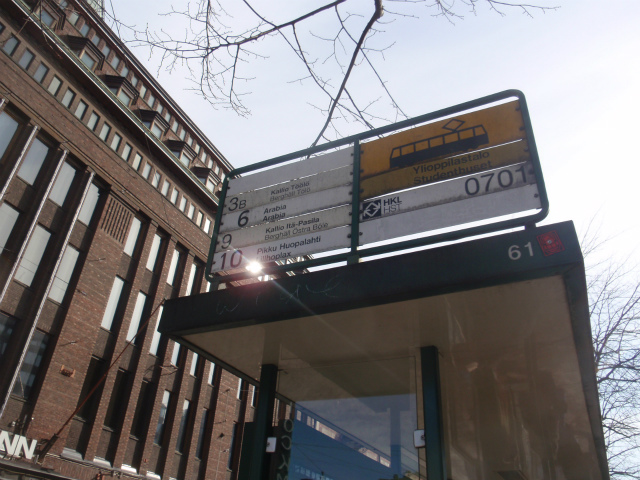 3B Kallio Töölö
Berghäll Tölö
6 Arabia
Arabia
9 Kallio Itä-Pasila
Berghäll Östra Böle
10 Pikku Huopalahti
Ylioppilastalo
Studenthuset
HKL
HST
0701
61
NN